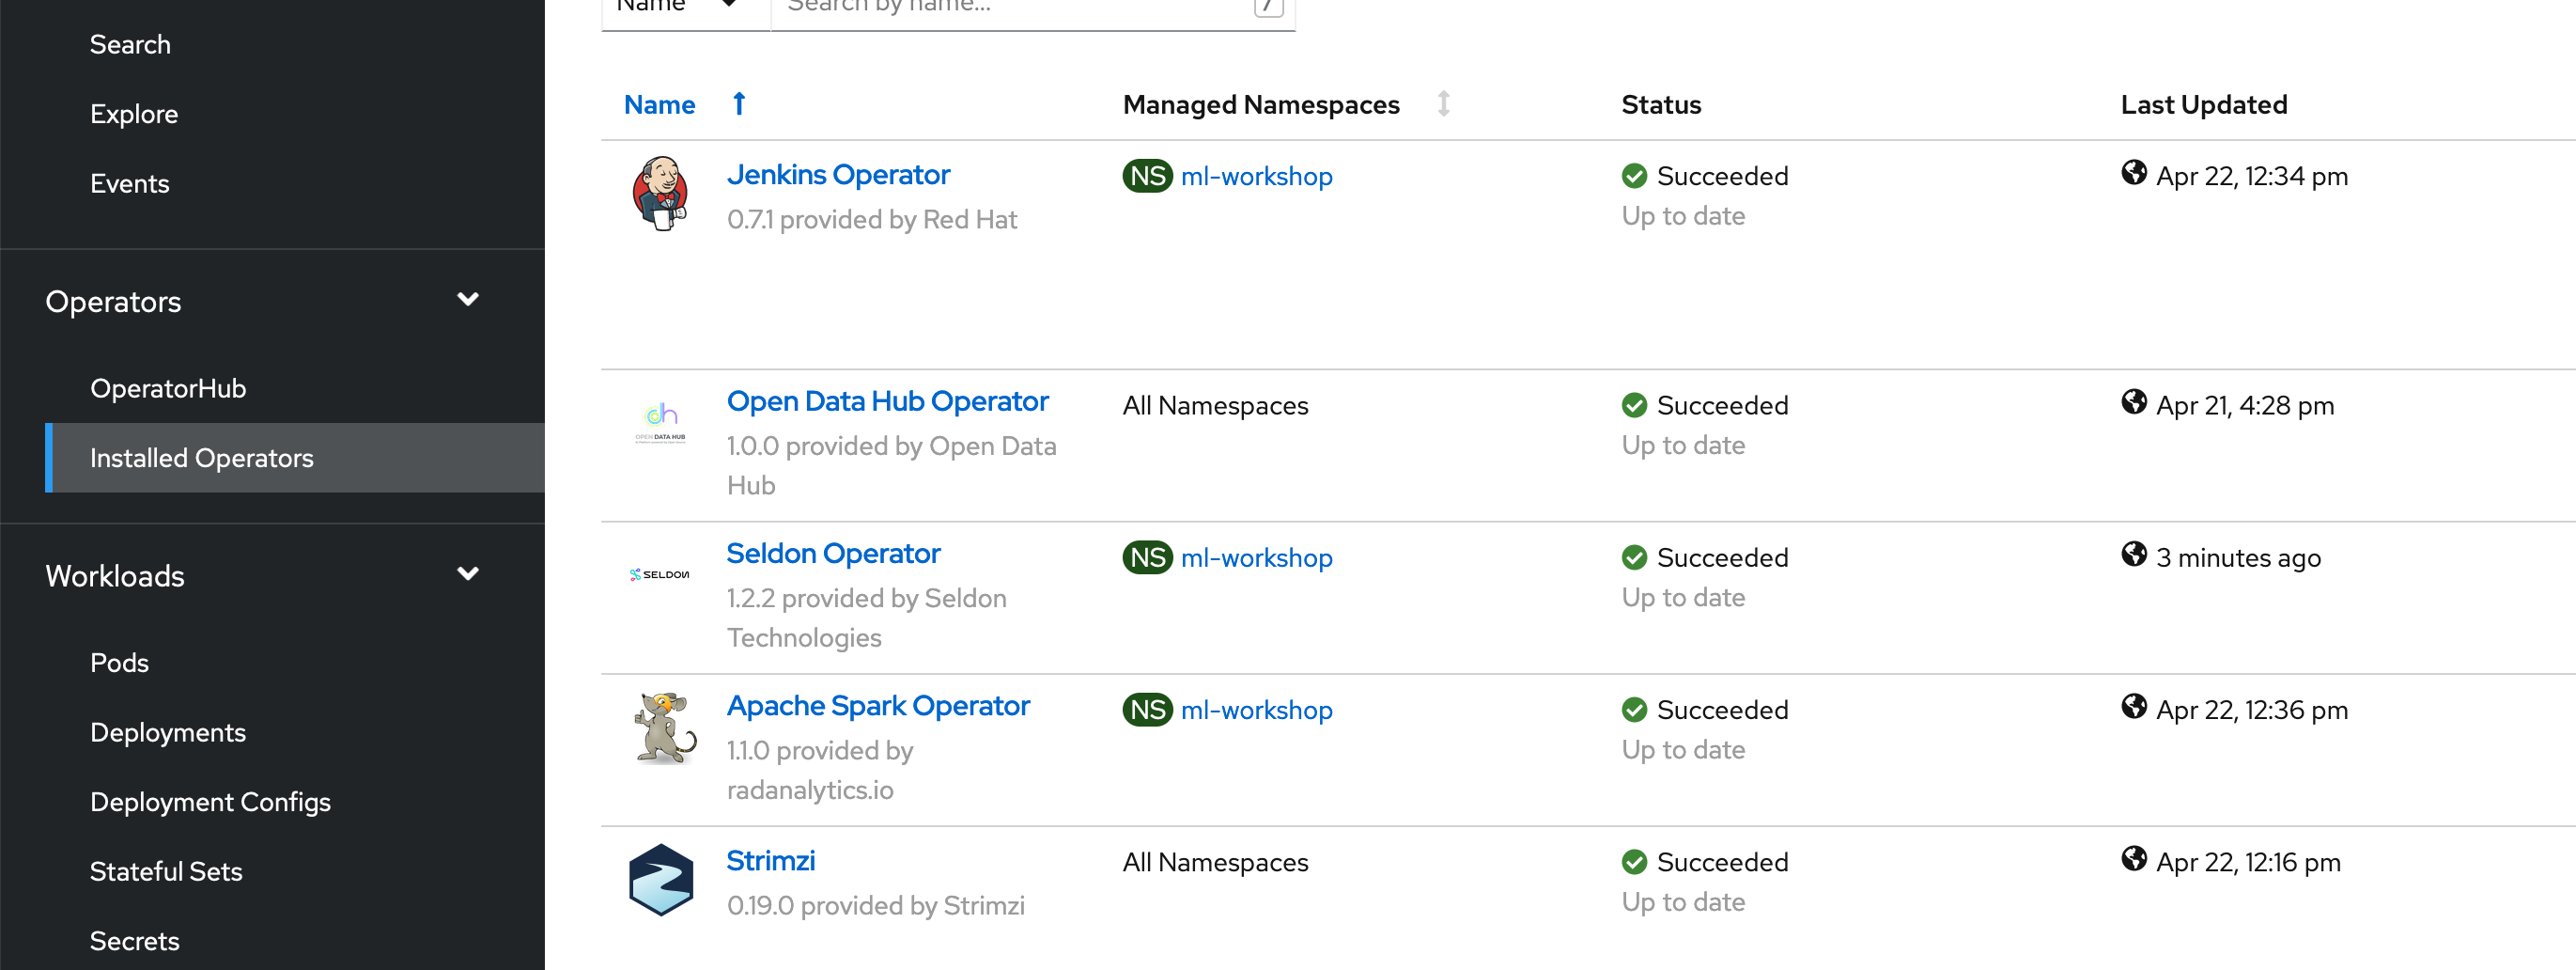 Search
Explore
Events
Operators
OperatorHub
Installed Operators
Workloads
Pods
Deployments
Deployment Configs
Stateful Sets
Secrets
Name Search by name... /
Name Managed Namespaces Status Last Updated
Jenkins Operator NS ml-workshop Succeeded Apr 22, 12:34 pm
0.7.1 provided by Red Hat Up to date
Open Data Hub Operator All Namespaces Succeeded Apr 21, 4:28 pm
OPEN DATA HUB
1.0.0 provided by Open Data Up to date
Hub
Seldon Operator NS ml-workshop Succeeded 3 minutes ago
SELDON
1.2.2 provided by Seldon Up to date
Technologies
Apache Spark Operator NS ml-workshop Succeeded Apr 22, 12:36 pm
1.1.0 provided by Up to date
radanalytics.io
Strimzi All Namespaces Succeeded Apr 22, 12:16 pm
0.19.0 provided by Strimzi Up to date